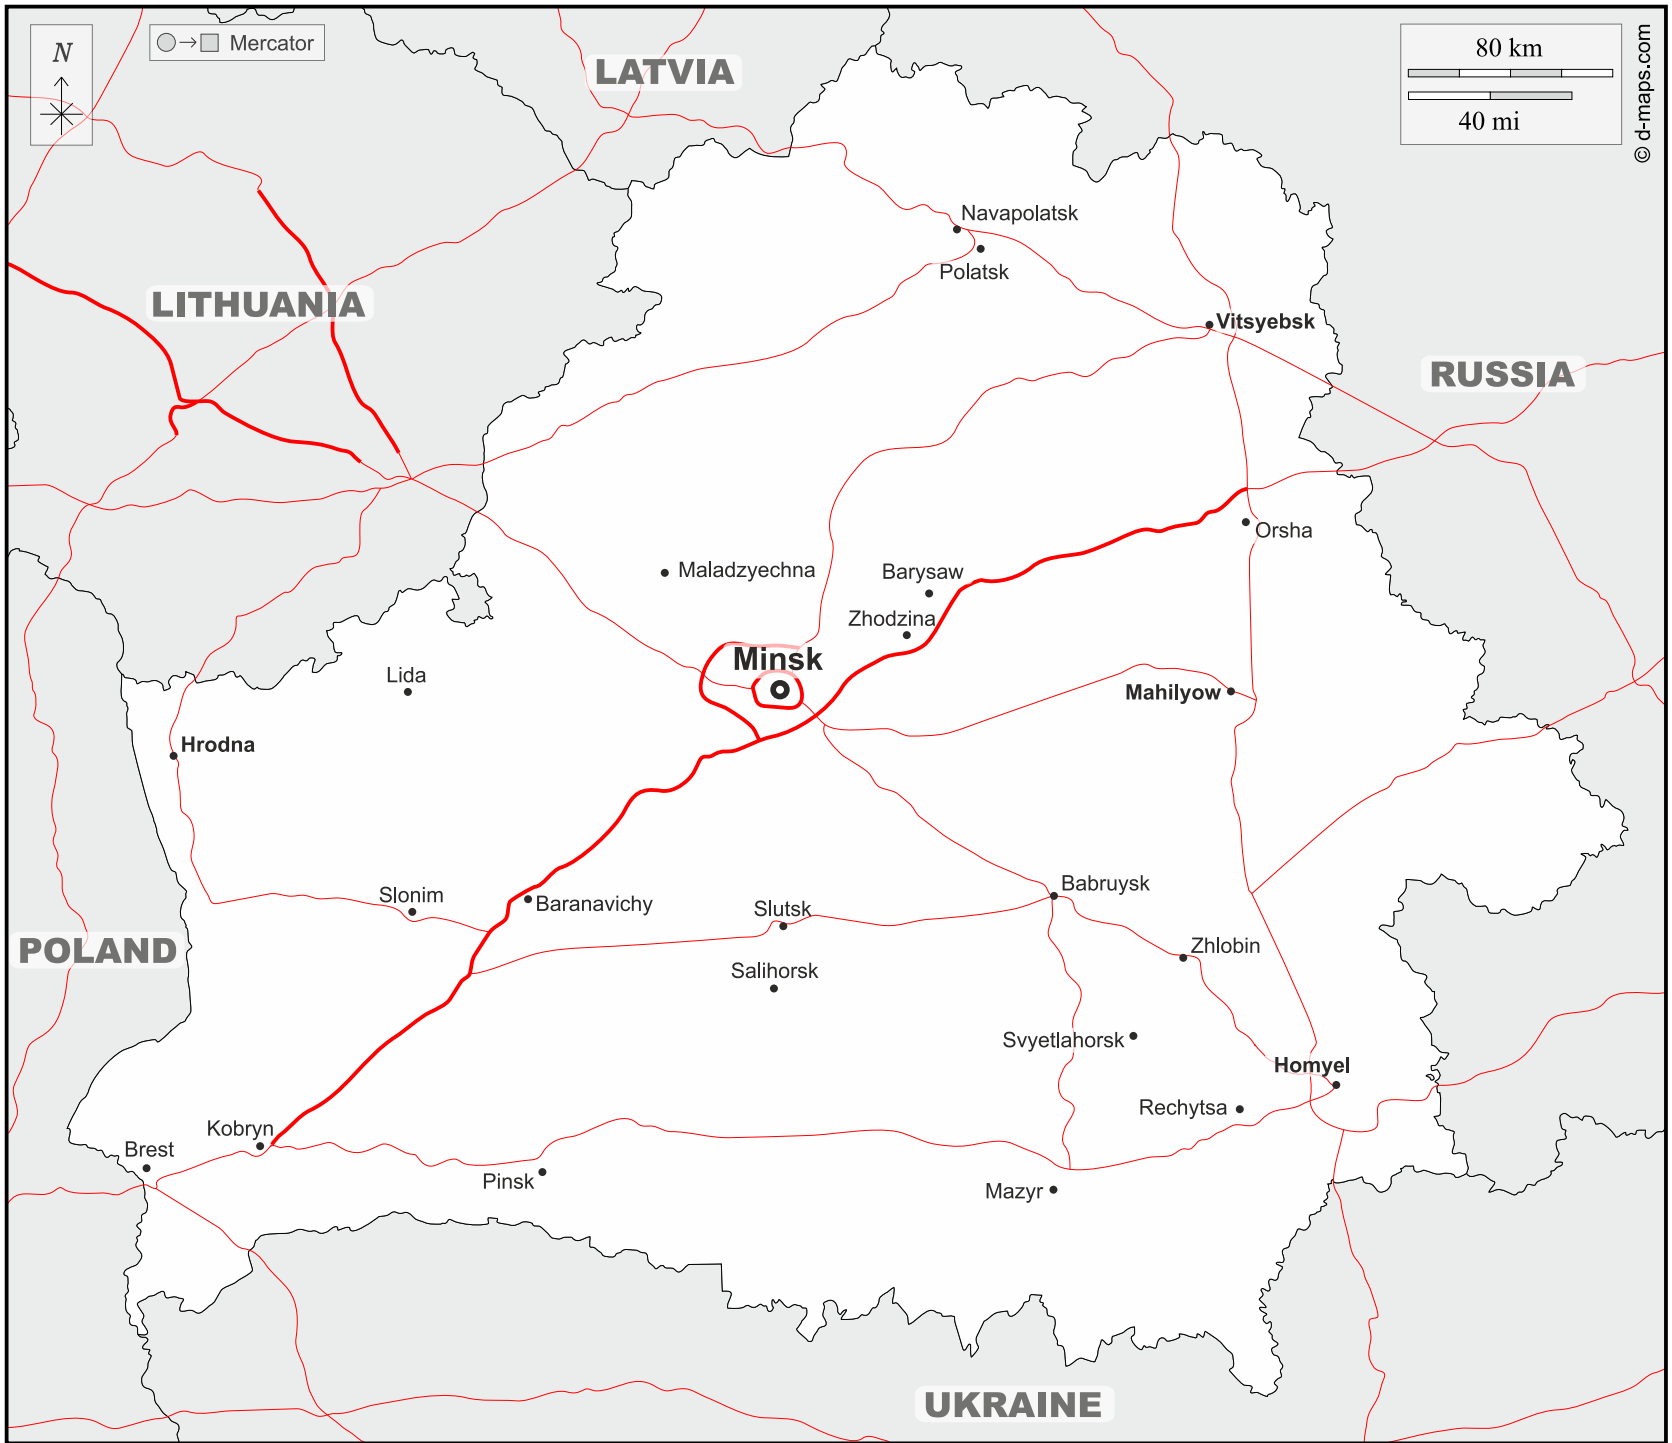 N
Mercator
LATVIA
80 km
40 mi
© d-maps.com
Navapolatsk
Polatsk
LITHUANIA
Vitsyebsk
RUSSIA
Orsha
Maladzyechna
Barysaw
Zhodzina
Minsk
Lida
Mahilyow
Hrodna
Babruysk
Slonim
Baranavichy
Slutsk
POLAND
Zhlobin
Salihorsk
Svyetlahorsk
Homyel
Rechytsa
Kobryn
Brest
Pinsk
Mazyr
UKRAINE